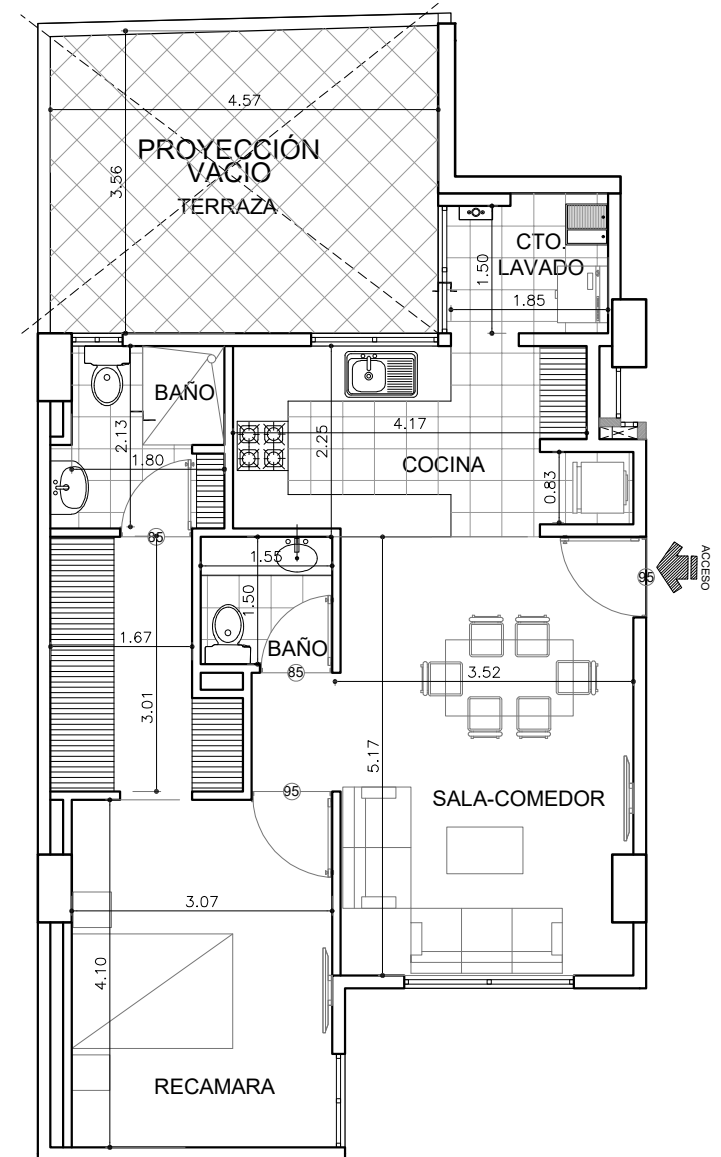 4.57
PROYECCIÓN
VACIO
TERRAZA
3.56
CTO.
LAVADO
1.50
1.85
BAÑO
2.13
1.80
2.25
4.17
COCINA
0.83
85
ACCESO
95
1.55
1.50
BAÑO
85
1.67
3.01
3.52
5.17
SALA-COMEDOR
95
3.07
4.10
RECAMARA